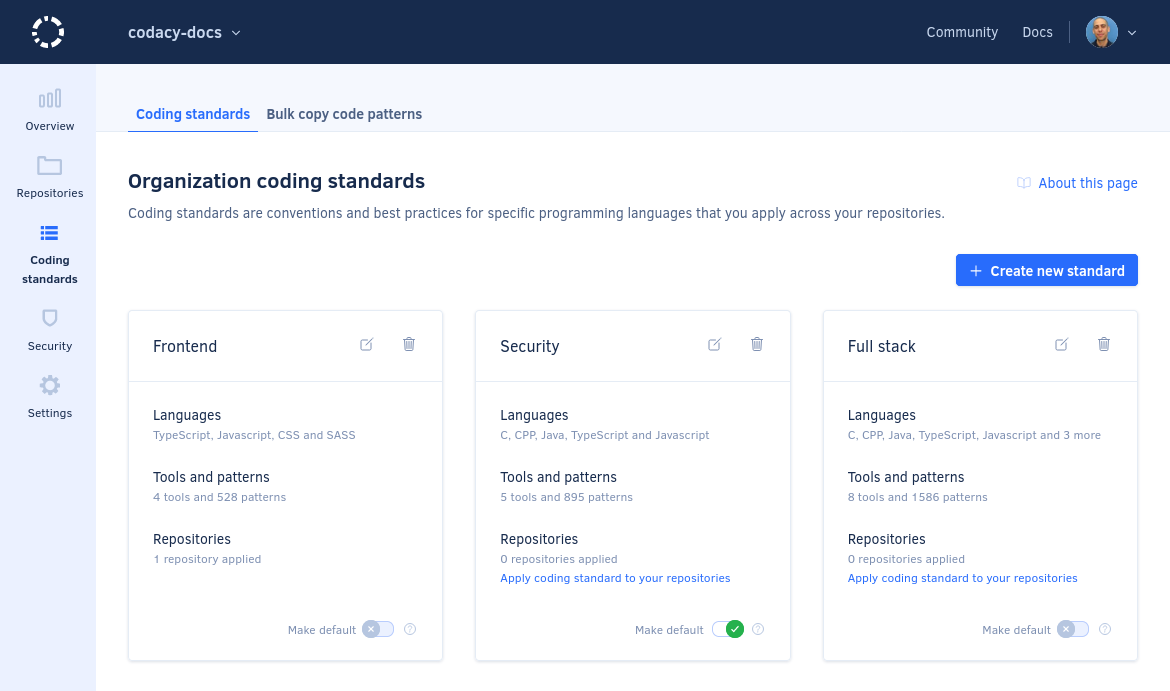 codacy-docs
Community
Docs
Overview
Repositories
Coding
standards
Security
Settings
Coding standards
Bulk copy code patterns
Organization coding standards
About this page
Coding standards are conventions and best practices for specific programming languages that you apply across your repositories.
Create new standard
Frontend
Languages
TypeScript, Javascript, CSS and SASS
Tools and patterns
4 tools and 528 patterns
Repositories
1 repository applied
Make default
?
Security
Languages
C, CPP, Java, TypeScript and Javascript
Tools and patterns
5 tools and 895 patterns
Repositories
0 repositories applied
Apply coding standard to your repositories
Make default
?
Full stack
Languages
C, CPP, Java, TypeScript, Javascript and 3 more
Tools and patterns
8 tools and 1586 patterns
Repositories
0 repositories applied
Apply coding standard to your repositories
Make default
?